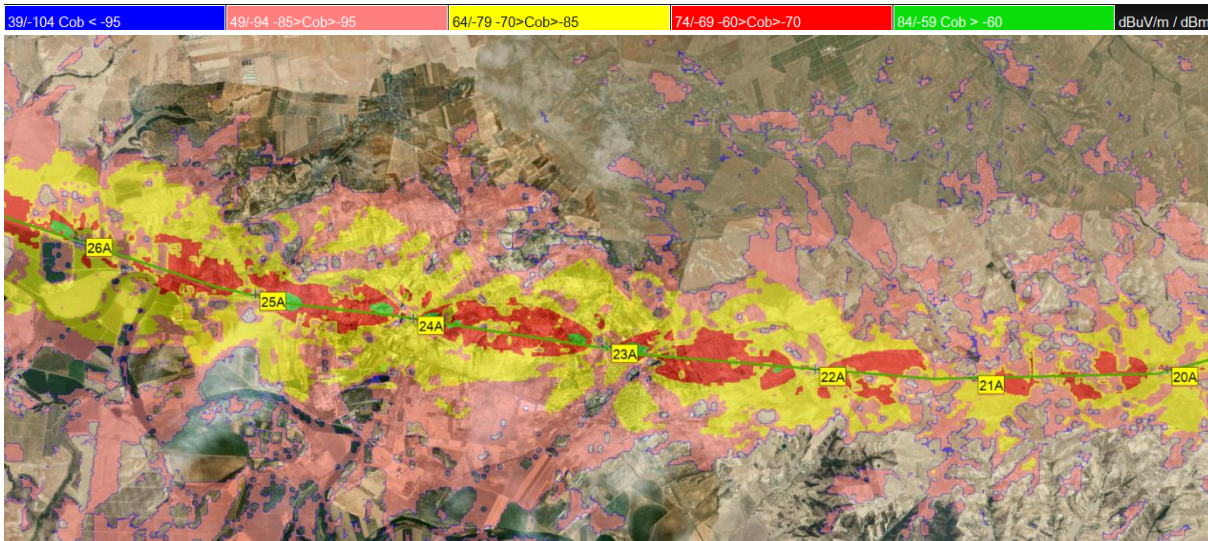 39/-104 Cob < -95
49/-94 -85>Cob>-95
64/-79 -70>Cob>-85
74/-69 -60>Cob>-70
84/-59 Cob > -60
dBuV/m / dBm
26A
25A
24A
23A
22A
21A
20A